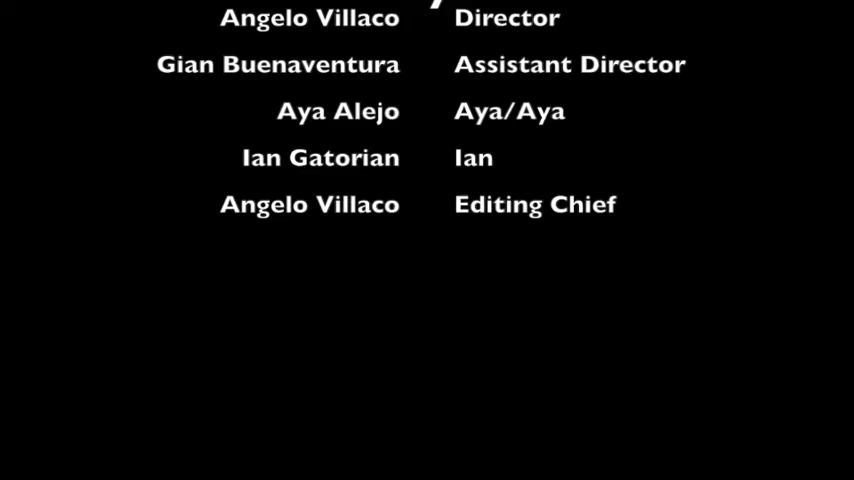 Angelo Villaco Director
Gian Buenaventura Assistant Director
Aya Alejo Aya/Aya
Ian Gatorian Ian
Angelo Villaco Editing Chief